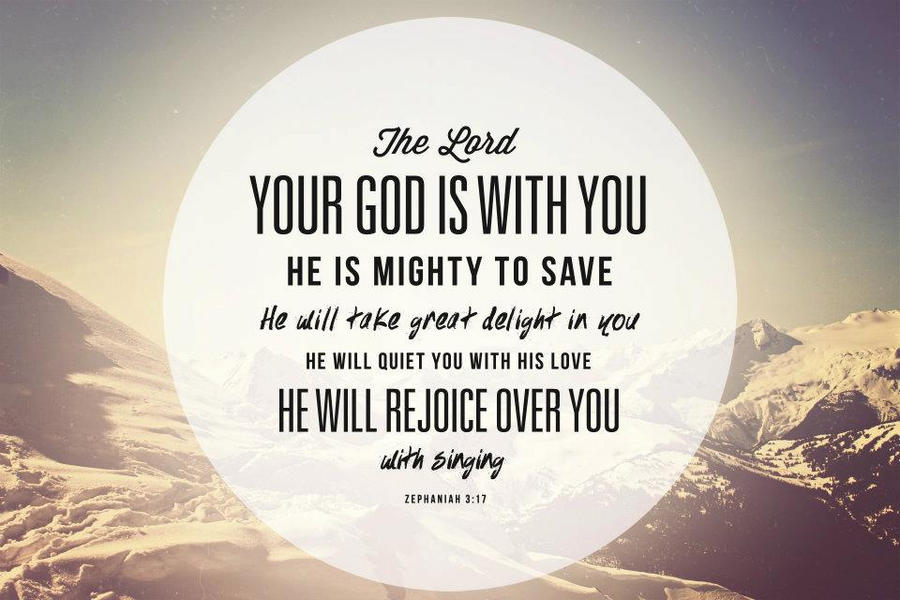 The Lord
YOUR GOD IS WITH YOU
HE IS MIGHTY TO SAVE
He will take great delight in you
HE WILL QUIET YOU WITH HIS LOVE
HE WILL REJOICE OVER YOU
with singing
ZEPHANIAH 3:17